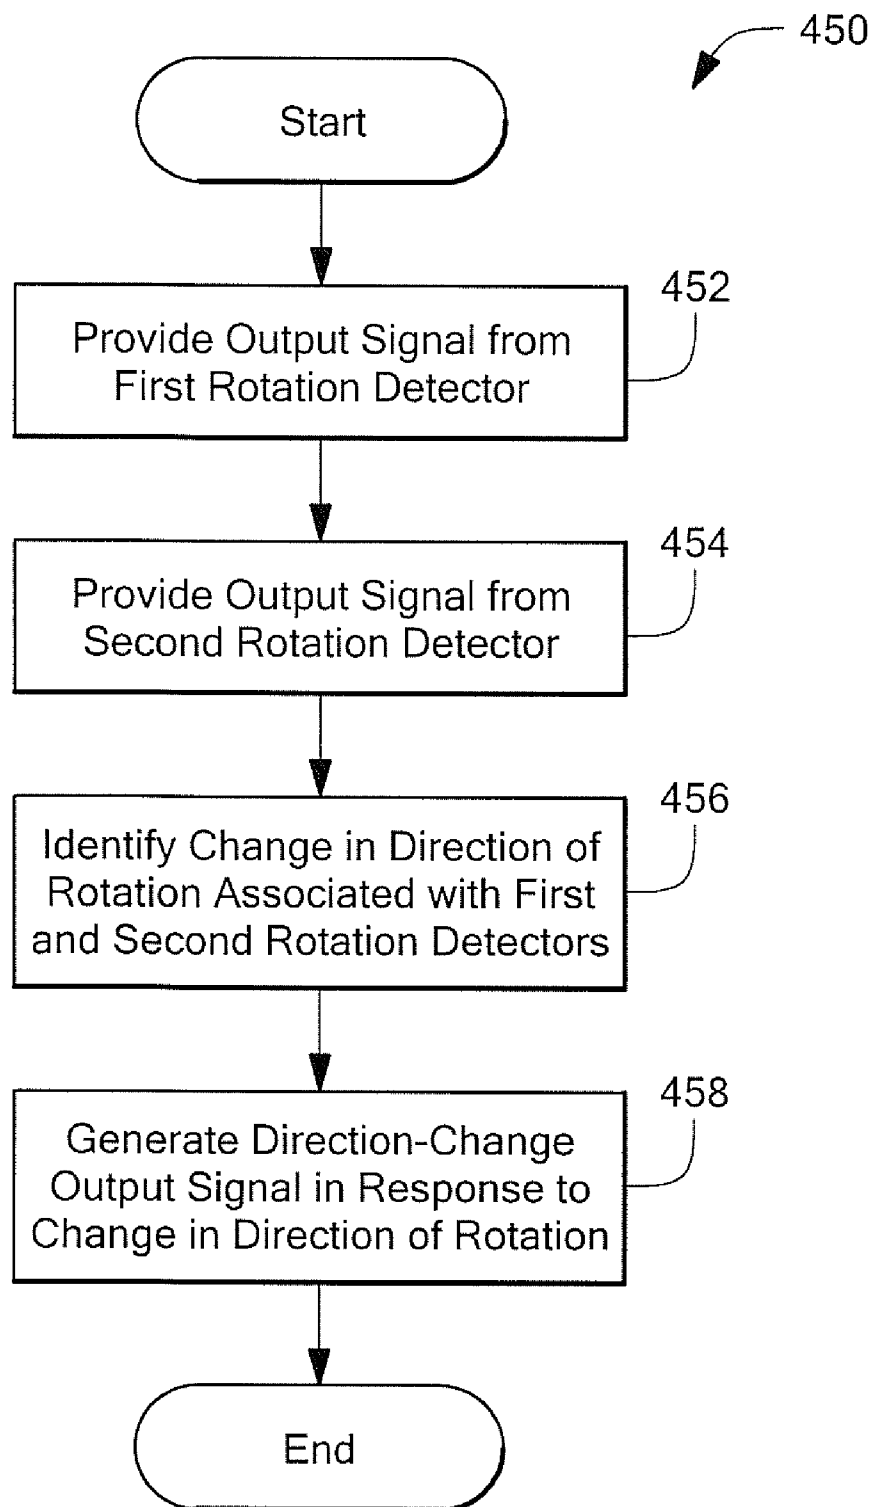 450
Start
452
Provide Output Signal from
First Rotation Detector
454
Provide Output Signal from
Second Rotation Detector
456
Identify Change in Direction of
Rotation Associated with First
and Second Rotation Detectors
458
Generate Direction-Change
Output Signal in Response to
Change in Direction of Rotation
End